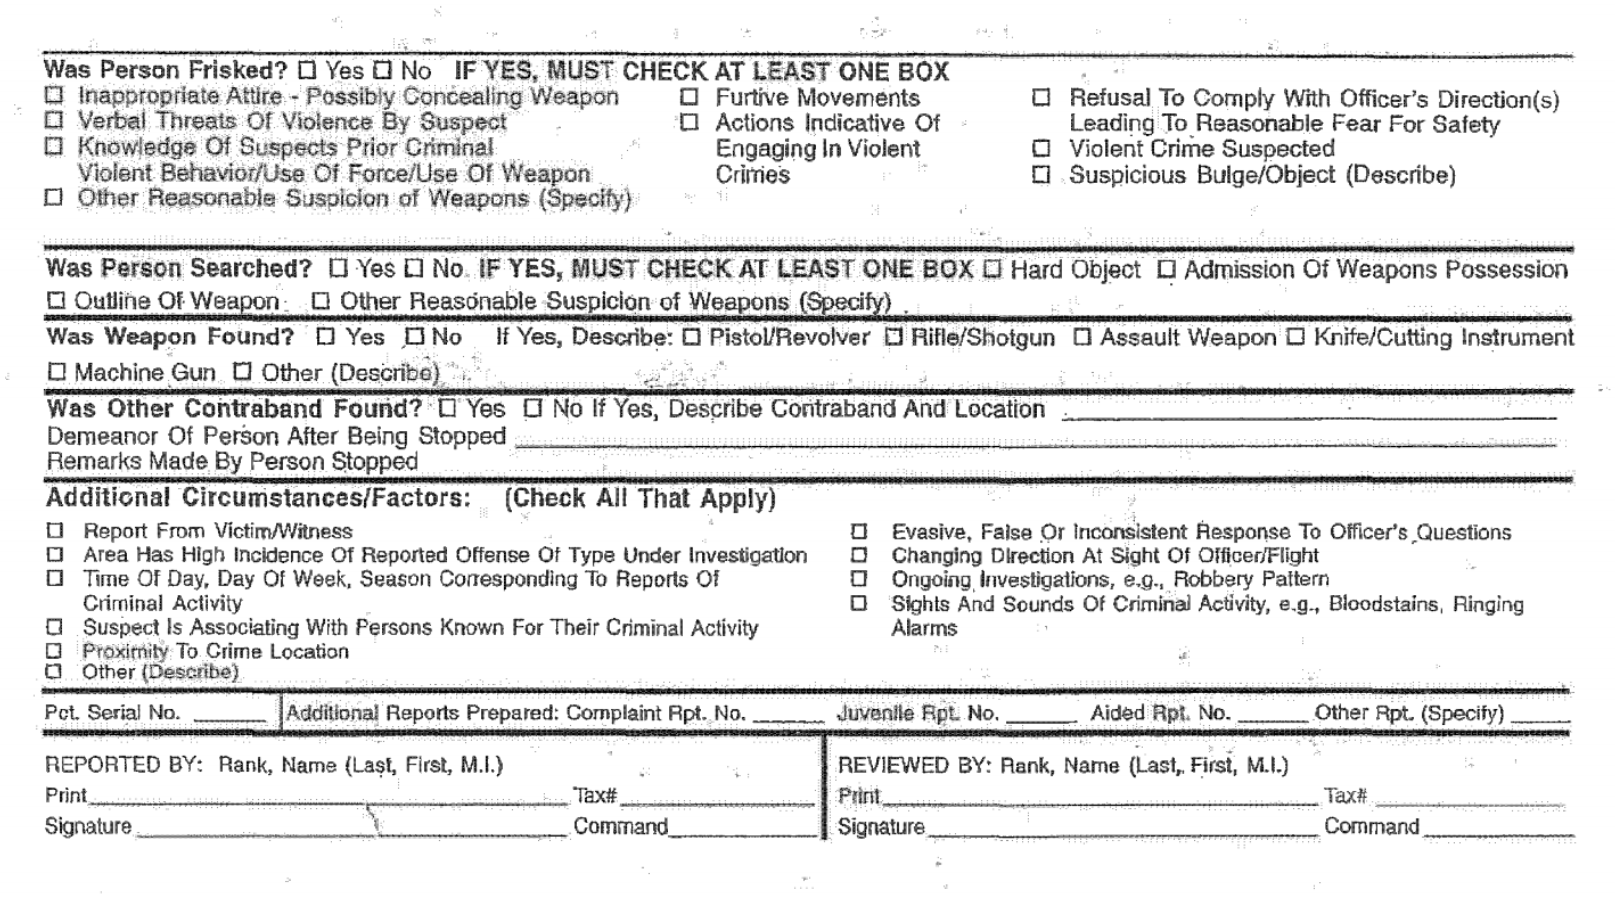 Was Person Frisked? ☐ Yes ☐ No IF YES, MUST CHECK AT LEAST ONE BOX
☐ Inappropriate Attire - Possibly Concealing Weapon
☐ Verbal Threats Of Violence By Suspect
☐ Knowledge Of Suspects Prior Criminal
Violent Behavior/Use Of Force/Use Of Weapon
☐ Other Reasonable Suspicion of Weapons (Specify)
☐ Furtive Movements
☐ Actions Indicative Of
Engaging In Violent
Crimes
☐ Refusal To Comply With Officer's Direction(s)
Leading To Reasonable Fear For Safety
☐ Violent Crime Suspected
☐ Suspicious Bulge/Object (Describe)
Was Person Searched? ☐ Yes ☐ No IF YES, MUST CHECK AT LEAST ONE BOX ☐ Hard Object ☐ Admission Of Weapons Possession
☐ Outline Of Weapon ☐ Other Reasonable Suspicion of Weapons (Specify)
Was Weapon Found? ☐ Yes ☐ No If Yes, Describe: ☐ Pistol/Revolver ☐ Rifle/Shotgun ☐ Assault Weapon ☐ Knife/Cutting Instrument
☐ Machine Gun ☐ Other (Describe)
Was Other Contraband Found? ☐ Yes ☐ No If Yes, Describe Contraband And Location
Demeanor Of Person After Being Stopped
Remarks Made By Person Stopped
Additional Circumstances/Factors: (Check All That Apply)
☐ Report From Victim/Witness
☐ Area Has High Incidence Of Reported Offense Of Type Under Investigation
☐ Time Of Day, Day Of Week, Season Corresponding To Reports Of
Criminal Activity
☐ Suspect Is Associating With Persons Known For Their Criminal Activity
☐ Proximity To Crime Location
☐ Other (Describe)
☐ Evasive, False Or Inconsistent Response To Officer's Questions
☐ Changing Direction At Sight Of Officer/Flight
☐ Ongoing Investigations, e.g., Robbery Pattern
☐ Sights And Sounds Of Criminal Activity, e.g., Bloodstains, Ringing
Alarms
Pct. Serial No. ______ Additional Reports Prepared: Complaint Rpt. No. ______ Juvenile Rpt. No. ______ Aided Rpt. No. ______ Other Rpt. (Specify) ______
REPORTED BY: Rank, Name (Last, First, M.I.)
Print ______ Tax# ______
Signature ______ Command ______
REVIEWED BY: Rank, Name (Last, First, M.I.)
Print ______ Tax# ______
Signature ______ Command ______